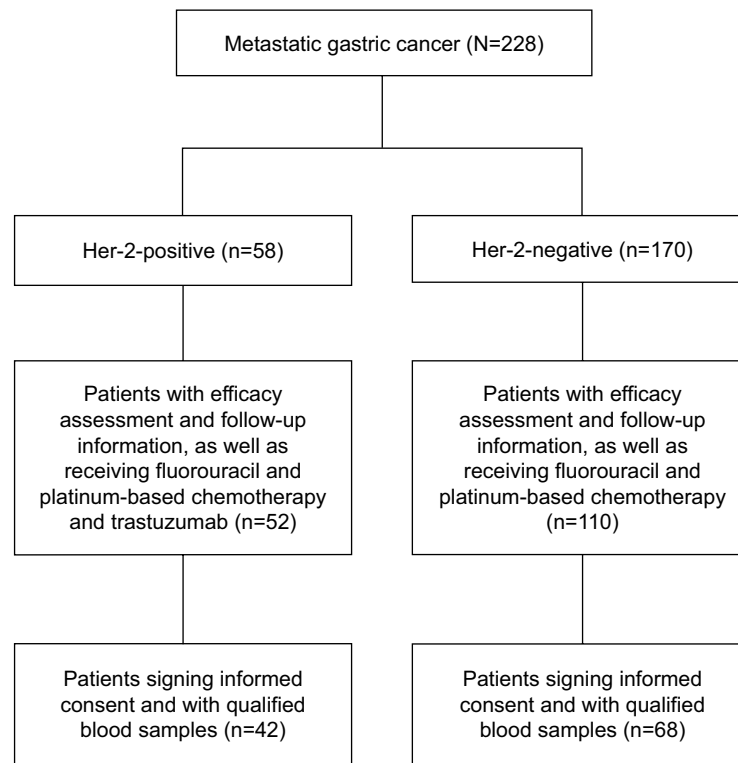 Metastatic gastric cancer (N=228)
Her-2-positive (n=58)
Her-2-negative (n=170)
Patients with efficacy
assessment and follow-up
information, as well as
receiving fluorouracil and
platinum-based chemotherapy
and trastuzumab (n=52)
Patients with efficacy
assessment and follow-up
information, as well as
receiving fluorouracil and
platinum-based chemotherapy
(n=110)
Patients signing informed
consent and with qualified
blood samples (n=42)
Patients signing informed
consent and with qualified
blood samples (n=68)